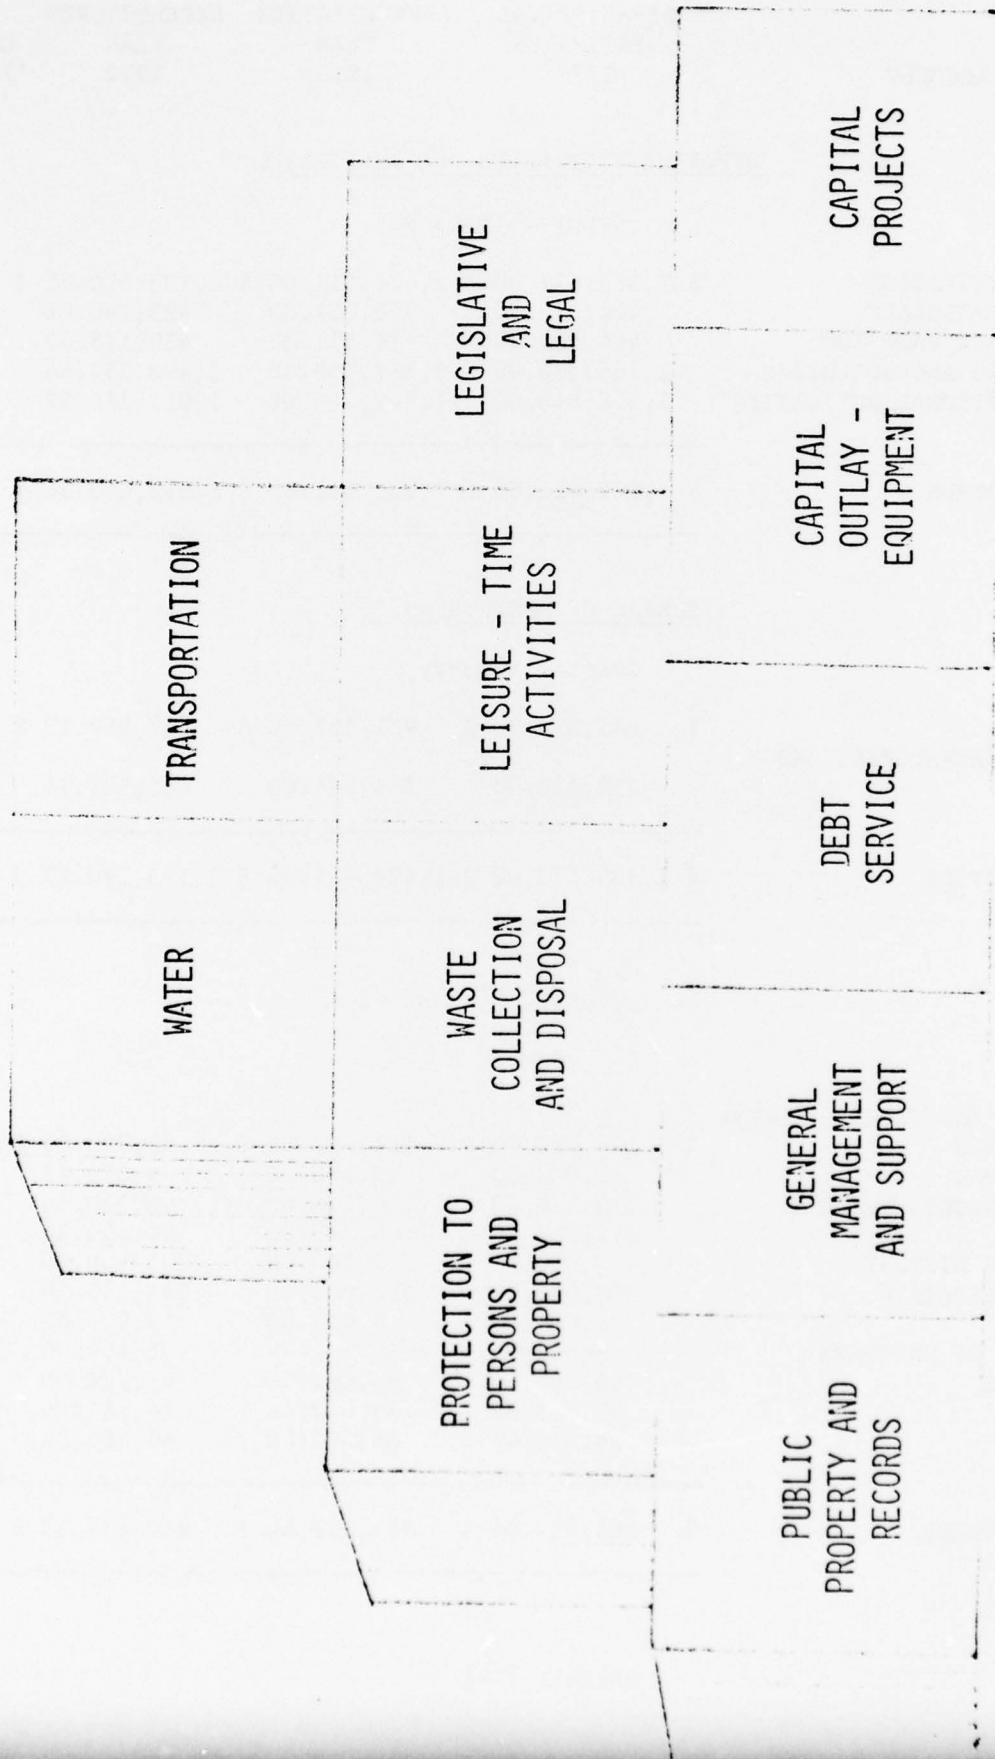 WATER
TRANSPORTATION
PROTECTION TO
PERSONS AND
PROPERTY
WASTE
COLLECTION
AND DISPOSAL
LEISURE - TIME
ACTIVITIES
LEGISLATIVE
AND
LEGAL
PUBLIC
PROPERTY AND
RECORDS
GENERAL
MANAGEMENT
AND SUPPORT
DEBT
SERVICE
CAPITAL
OUTLAY -
EQUIPMENT
CAPITAL
PROJECTS